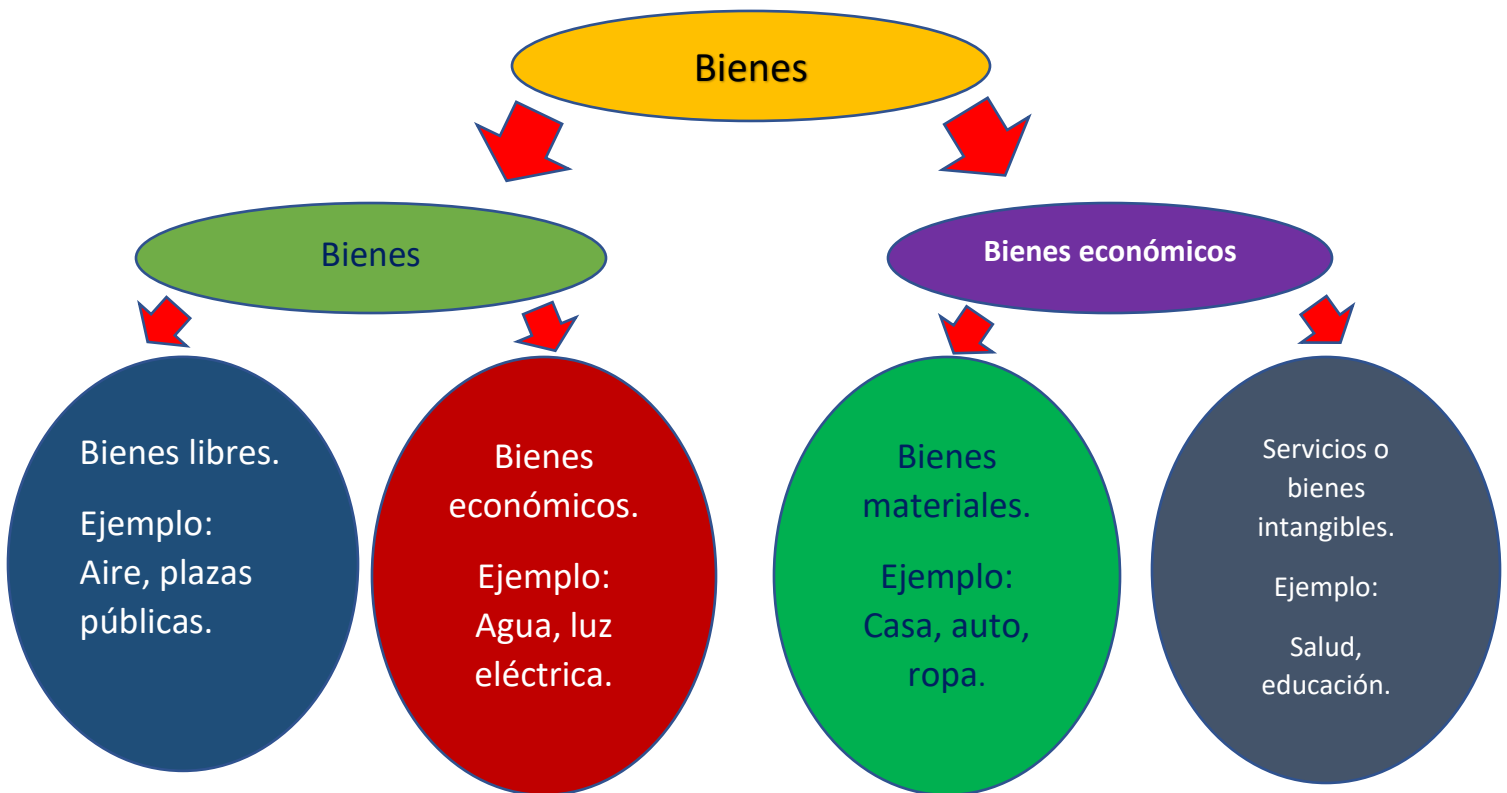 Bienes
Bienes
Bienes económicos
Bienes libres.
Ejemplo:
Aire, plazas
públicas.
Bienes
económicos.
Ejemplo:
Agua, luz
eléctrica.
Bienes
materiales.
Ejemplo:
Casa, auto,
ropa.
Servicios o
bienes
intangibles.
Ejemplo:
Salud,
educación.